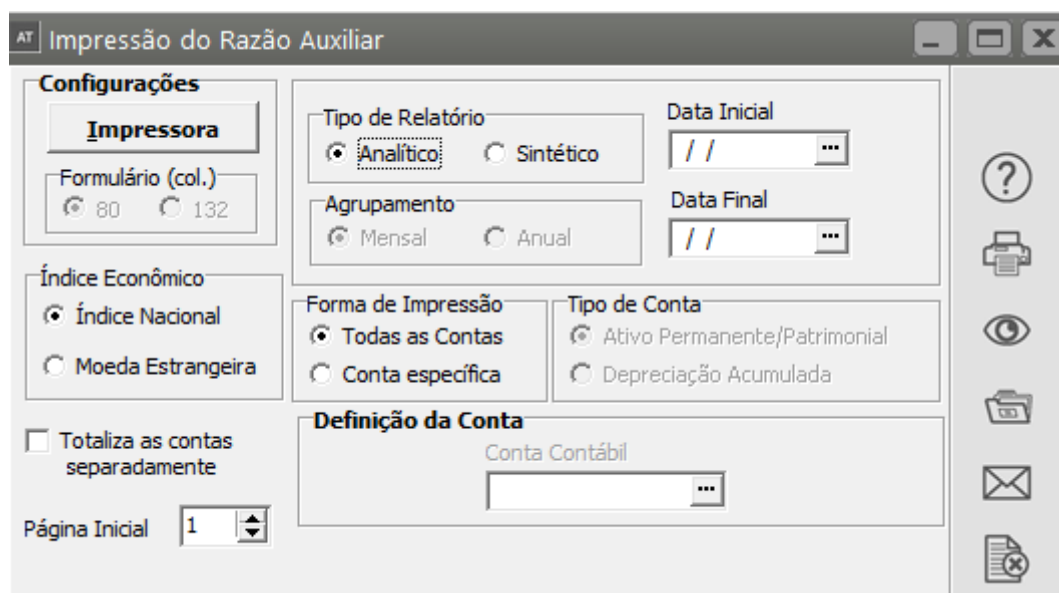 AT Impressão do Razão Auxiliar
Configurações
Impressora
Formulário (col.)
80 132
Tipo de Relatório
Analítico Sintético
Data Inicial
/ / ...
Agrupamento
Mensal Anual
Data Final
/ / ...
Índice Econômico
Índice Nacional
Moeda Estrangeira
Forma de Impressão
Todas as Contas
Conta específica
Tipo de Conta
Ativo Permanente/Patrimonial
Depreciação Acumulada
Totaliza as contas
separadamente
Página Inicial 1
Definição da Conta
Conta Contábil
...